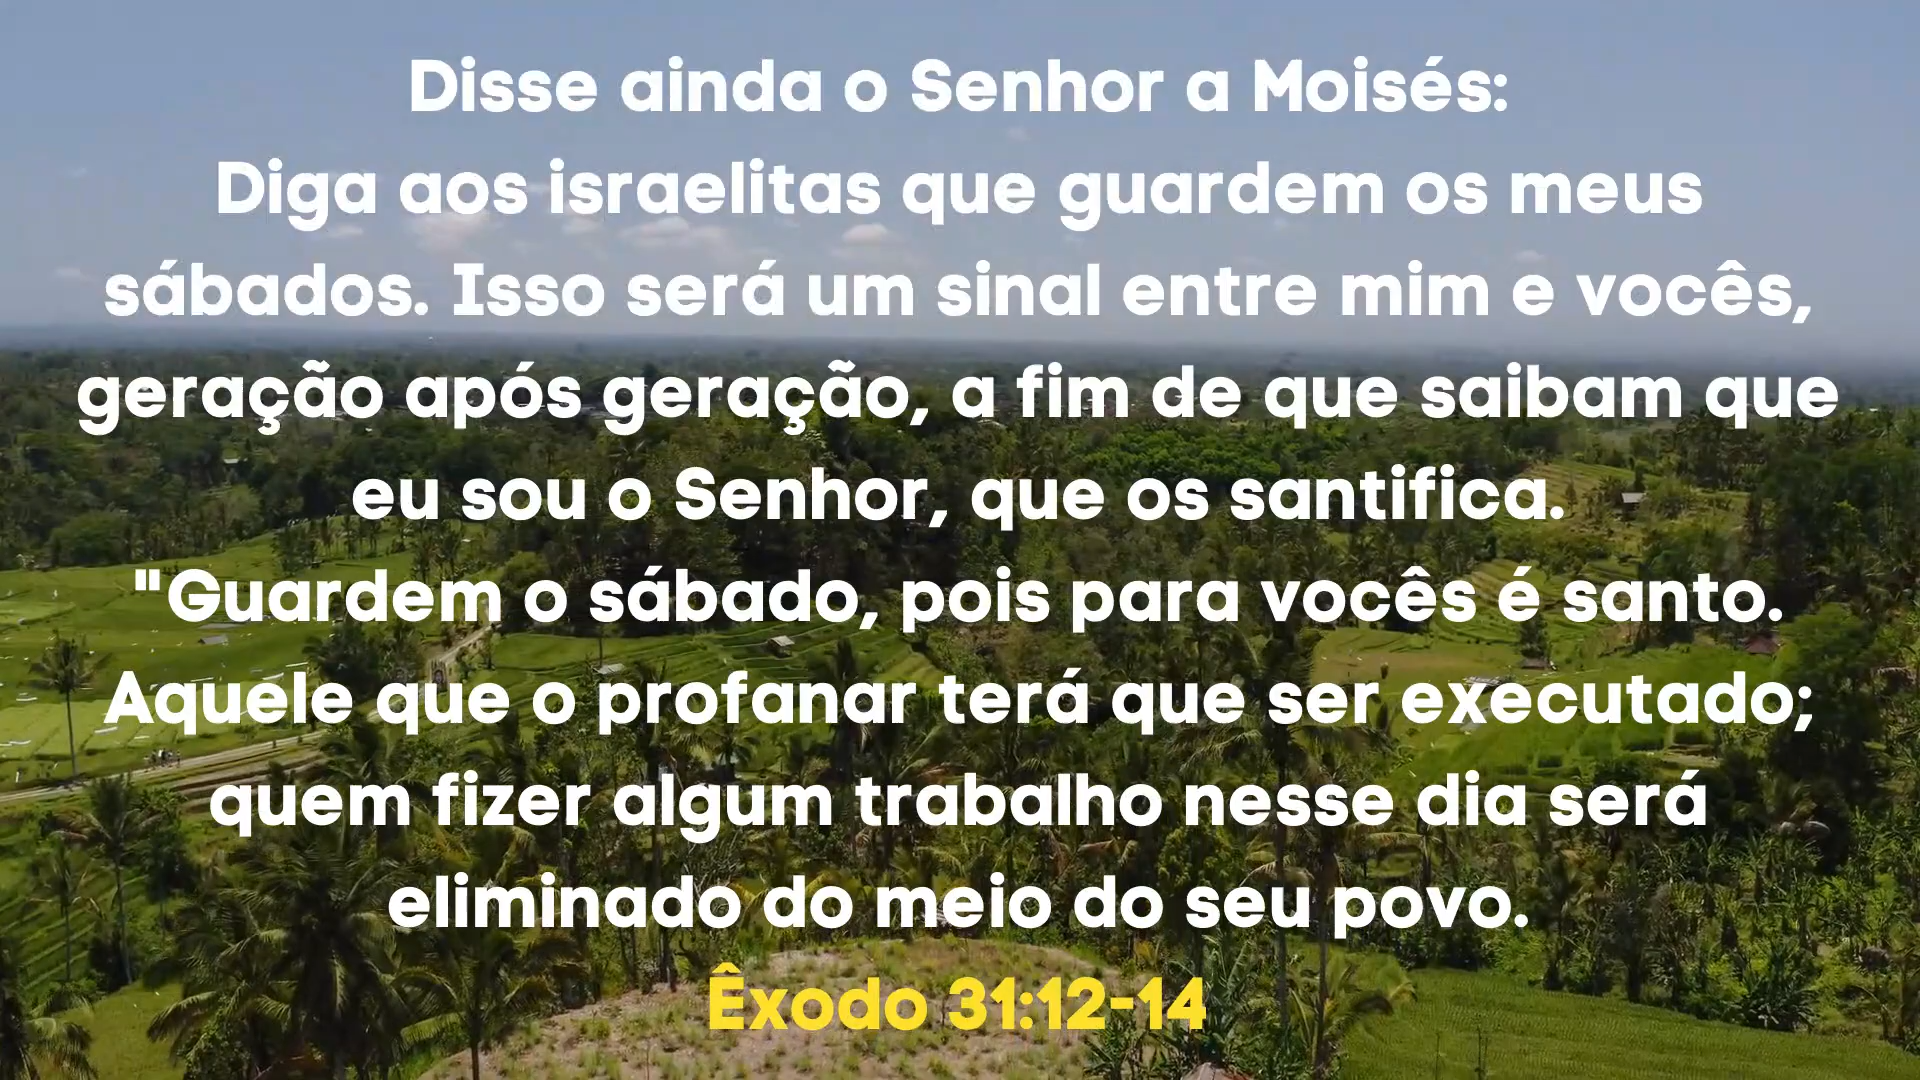 Disse ainda o Senhor a Moisés:
Diga aos israelitas que guardem os meus
sábados. Isso será um sinal entre mim e vocês,
geração após geração, a fim de que saibam que
eu sou o Senhor, que os santifica.
"Guardem o sábado, pois para vocês é santo.
Aquele que o profanar terá que ser executado;
quem fizer algum trabalho nesse dia será
eliminado do meio do seu povo.
Êxodo 31:12-14